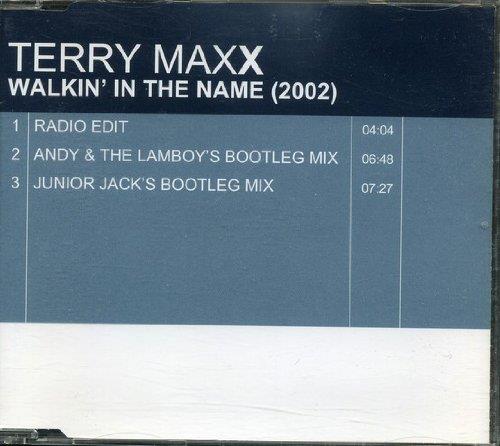 TERRY MAXX
WALKIN' IN THE NAME (2002)
1 RADIO EDIT 04:04
2 ANDY & THE LAMBOY'S BOOTLEG MIX 06:48
3 JUNIOR JACK'S BOOTLEG MIX 07:27